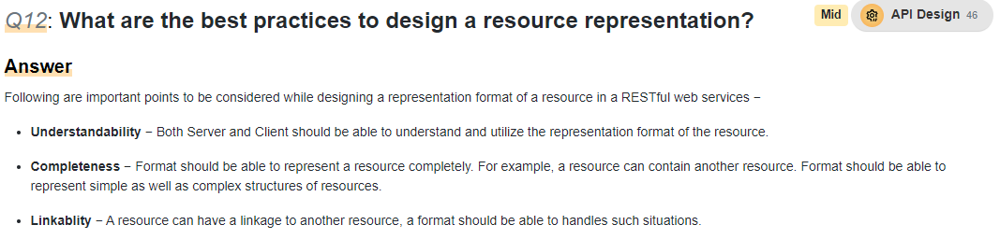 Q12: What are the best practices to design a resource representation? Mid API Design 46
Answer
Following are important points to be considered while designing a representation format of a resource in a RESTful web services −
• Understandability − Both Server and Client should be able to understand and utilize the representation format of the resource.
• Completeness − Format should be able to represent a resource completely. For example, a resource can contain another resource. Format should be able to
represent simple as well as complex structures of resources.
• Linkablity − A resource can have a linkage to another resource, a format should be able to handles such situations.